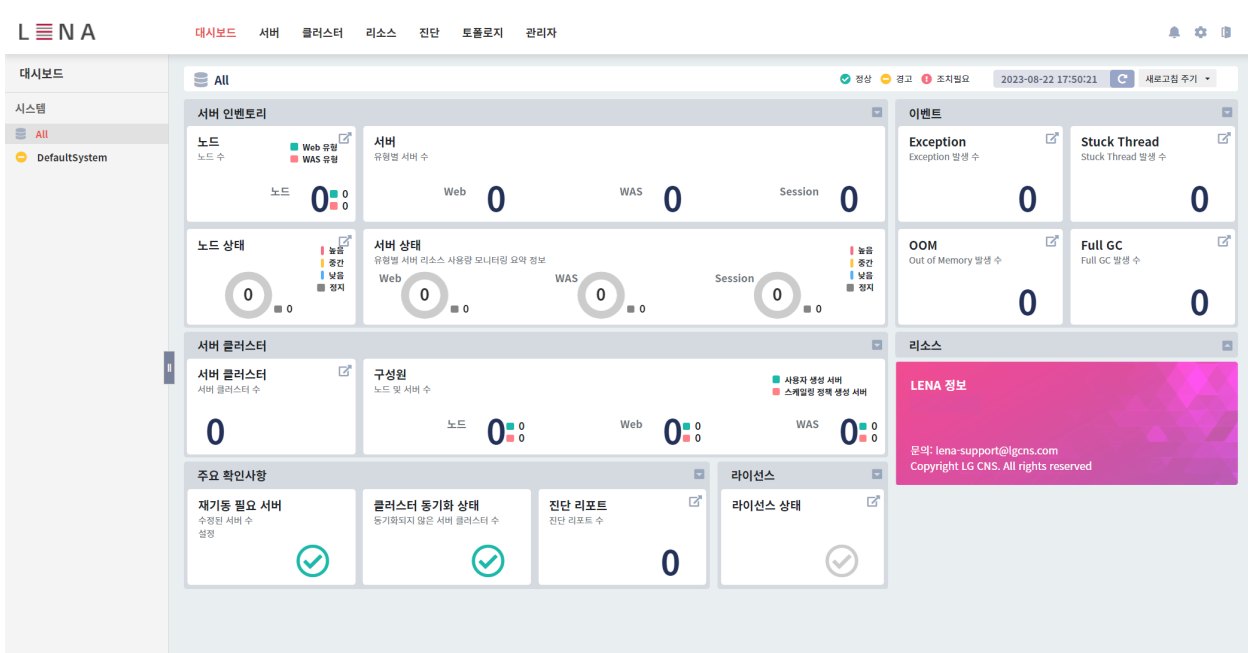 LENA
대시보드 서버 클러스터 리소스 진단 토폴로지 관리자
대시보드
시스템
All
DefaultSystem
All
정상 경고 조치필요 2023-08-22 17:50:21 새로고침 주기
서버 인벤토리
노드
노드 수
Web 유형
WAS 유형
노드 0 0
0
서버
유형별 서버 수
Web 0 WAS 0 Session 0
노드 상태
높음
중간
낮음
정지
0 0
서버 상태
유형별 서버 리소스 사용량 모니터링 요약 정보
높음
중간
낮음
정지
Web 0 0 WAS 0 0 Session 0 0
이벤트
Exception
Exception 발생 수
0
Stuck Thread
Stuck Thread 발생 수
0
OOM
Out of Memory 발생 수
0
Full GC
Full GC 발생 수
0
서버 클러스터
서버 클러스터
서버 클러스터 수
0
구성원
노드 및 서버 수
사용자 생성 서버
스케일링 정책 생성 서버
노드 0 0
0
Web 0 0
0
WAS 0 0
0
리소스
LENA 정보
문의: lena-support@lgcns.com
Copyright LG CNS. All rights reserved
주요 확인사항
재기동 필요 서버
수정된 서버 수
설정
클러스터 동기화 상태
동기화되지 않은 서버 클러스터 수
진단 리포트
진단 리포트 수
0
라이선스
라이선스 상태